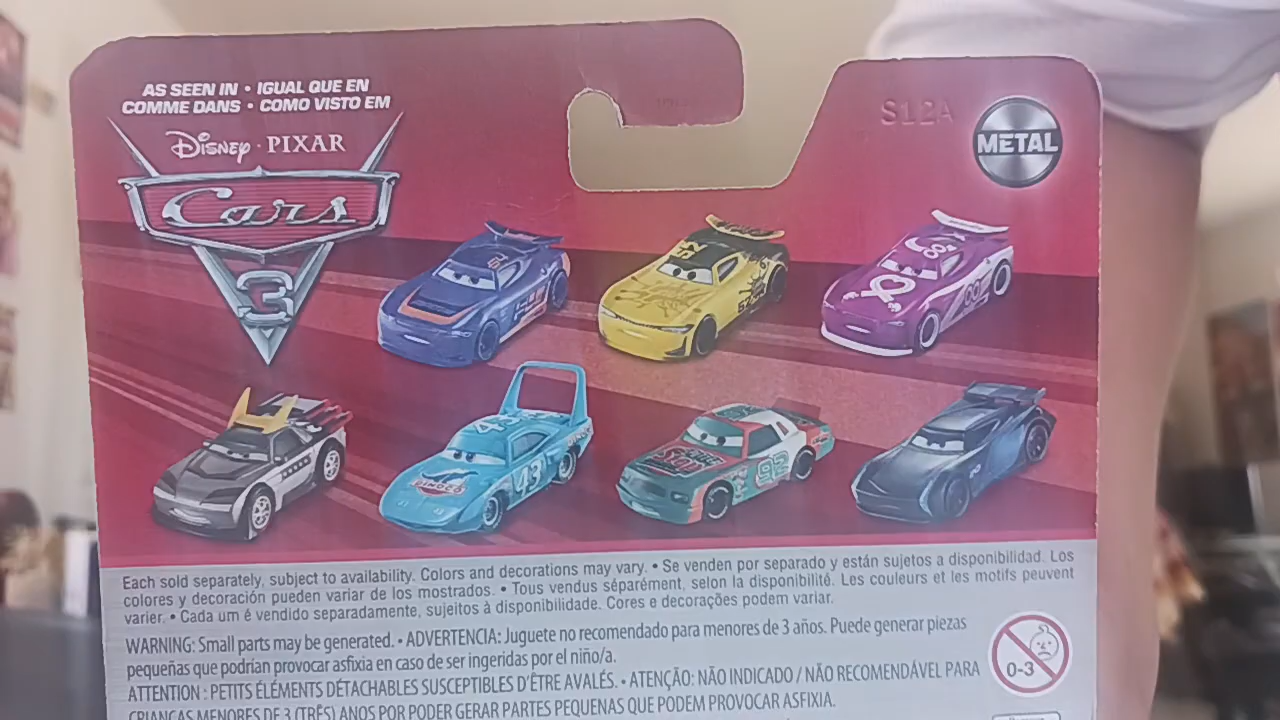 AS SEEN IN • IGUAL QUE EN
COMME DANS • COMO VISTO EM
Disney · PIXAR
Cars
3
S12A
METAL
DINOCO
43
92
Each sold separately, subject to availability. Colors and decorations may vary. • Se venden por separado y están sujetos a disponibilidad. Los
colores y decoración pueden variar de los mostrados. • Tous vendus séparément, selon la disponibilité. Les couleurs et les motifs peuvent
varier. • Cada um é vendido separadamente, sujeitos à disponibilidade. Cores e decorações podem variar.
WARNING: Small parts may be generated. • ADVERTENCIA: Juguete no recomendado para menores de 3 años. Puede generar piezas
pequeñas que podrían provocar asfixia en caso de ser ingeridas por el niño/a.
ATTENTION : PETITS ÉLÉMENTS DÉTACHABLES SUSCEPTIBLES D'ÊTRE AVALÉS. • ATENÇÃO: NÃO INDICADO / NÃO RECOMENDÁVEL PARA
CRIANÇAS MENORES DE 3 (TRÊS) ANOS POR PODER GERAR PARTES PEQUENAS QUE PODEM PROVOCAR ASFIXIA.
0-3